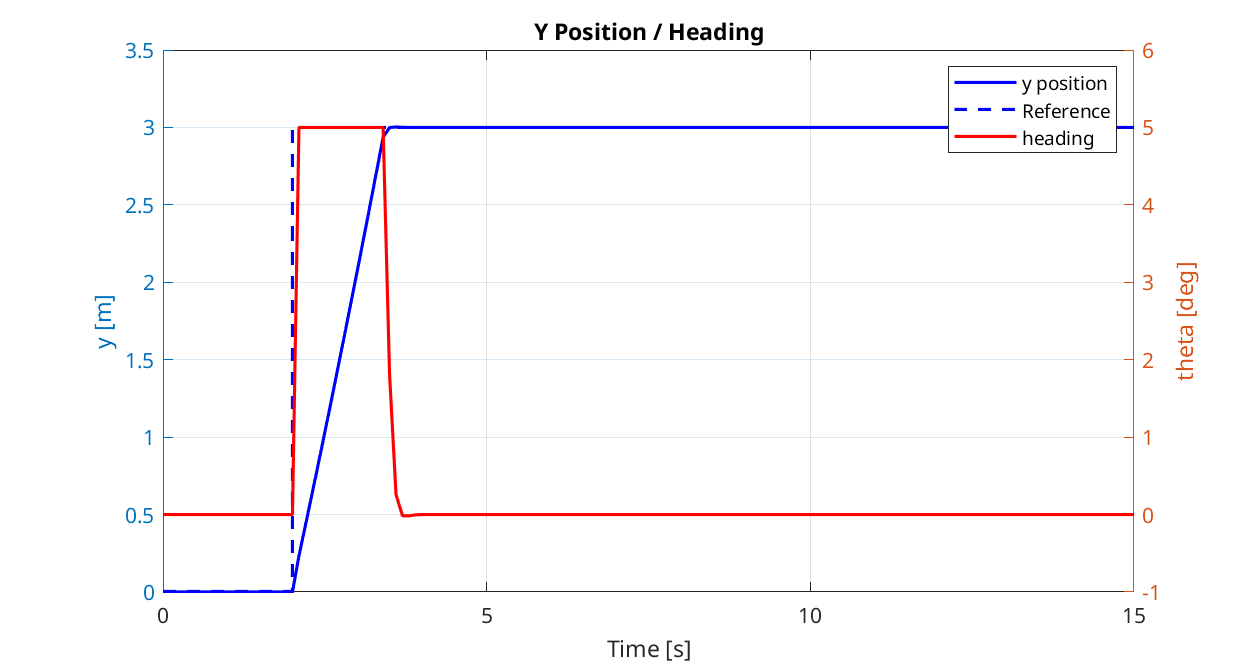 Y Position / Heading
3.5
3
2.5
2
1.5
1
0.5
0
y [m]
6
5
4
3
2
1
0
-1
theta [deg]
y position
Reference
heading
0
5
10
15
Time [s]